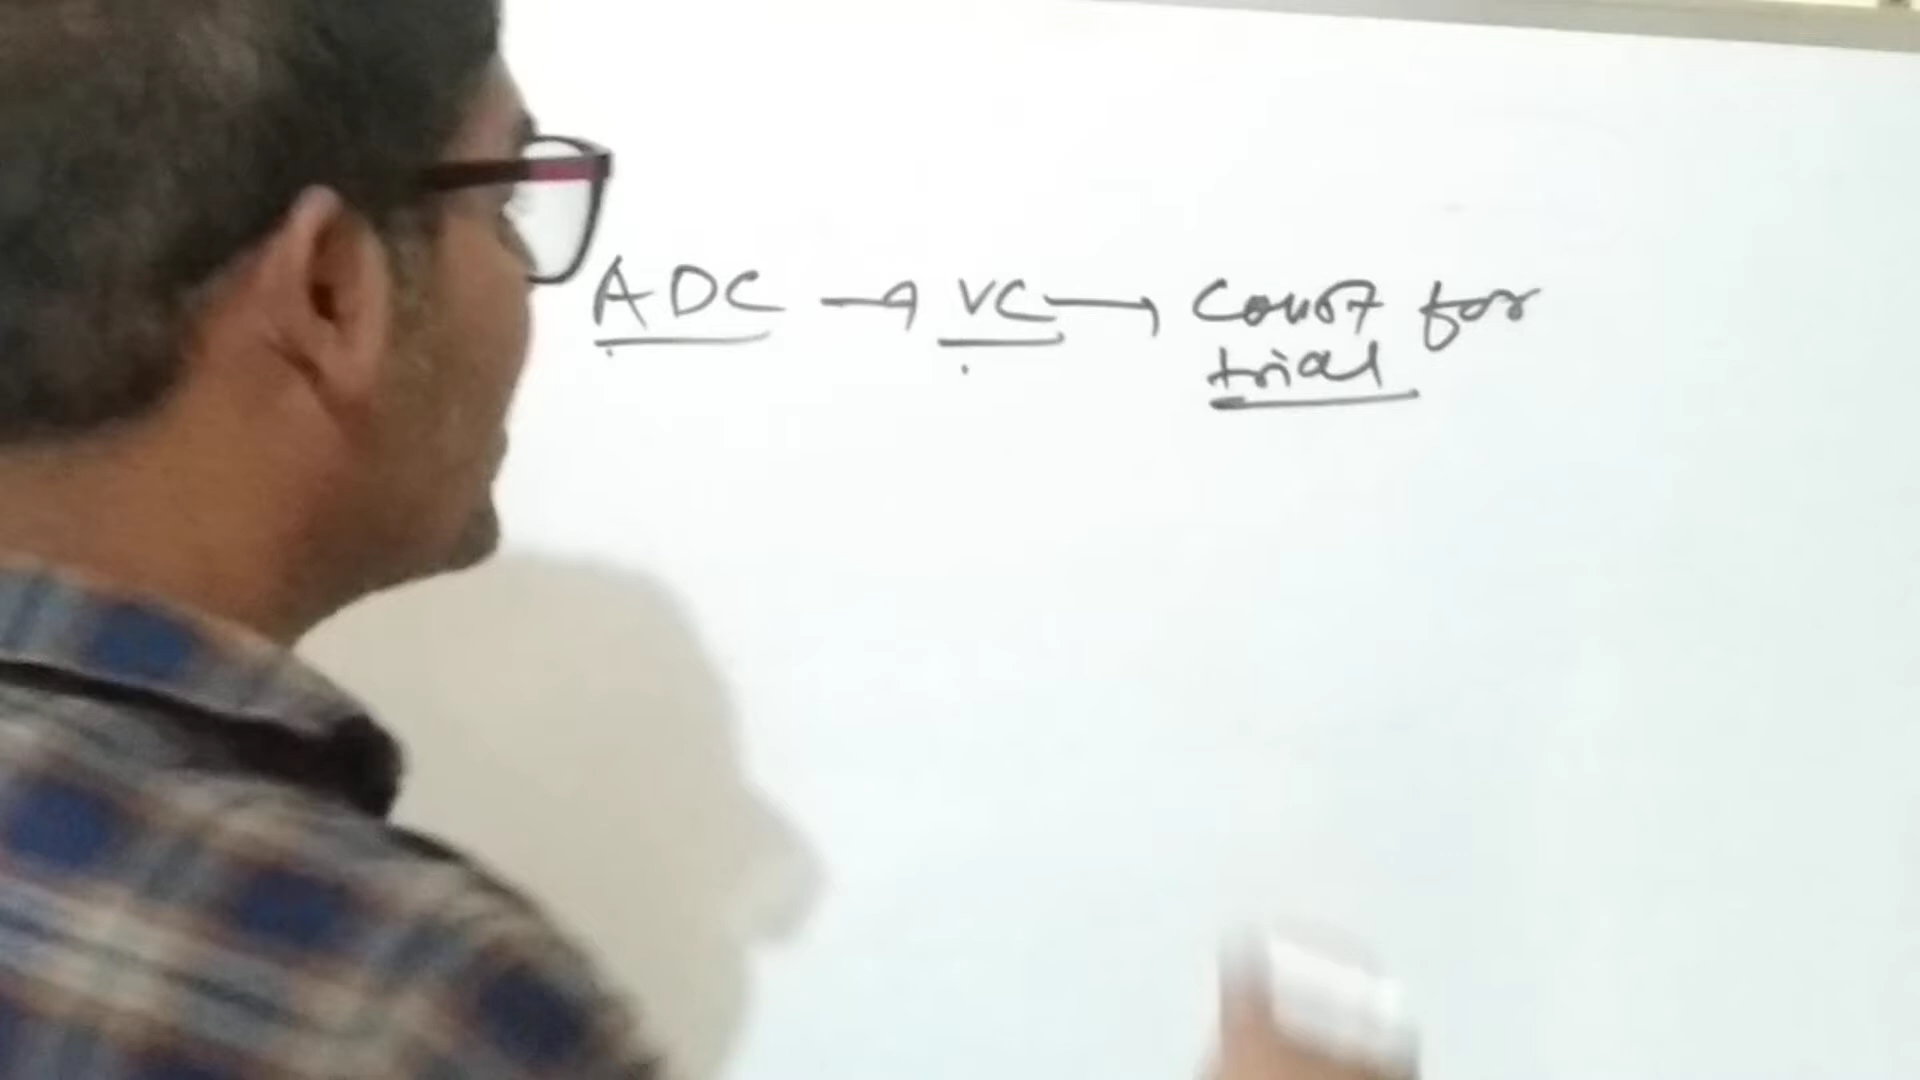 ADC → VC → Court for
trial